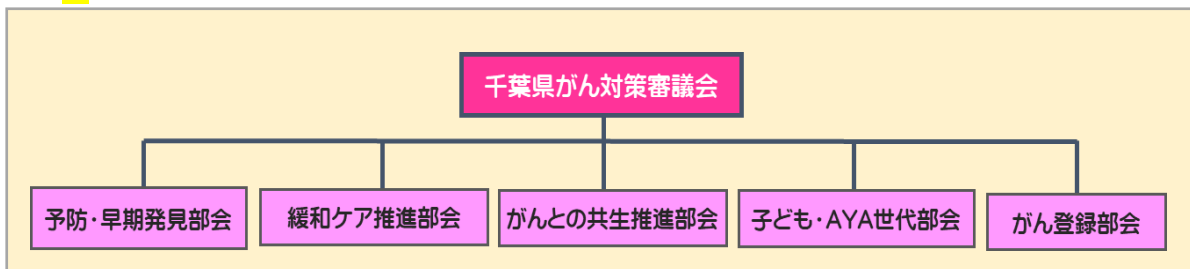 千葉県がん対策審議会
予防・早期発見部会
緩和ケア推進部会
がんとの共生推進部会
子ども・AYA世代部会
がん登録部会